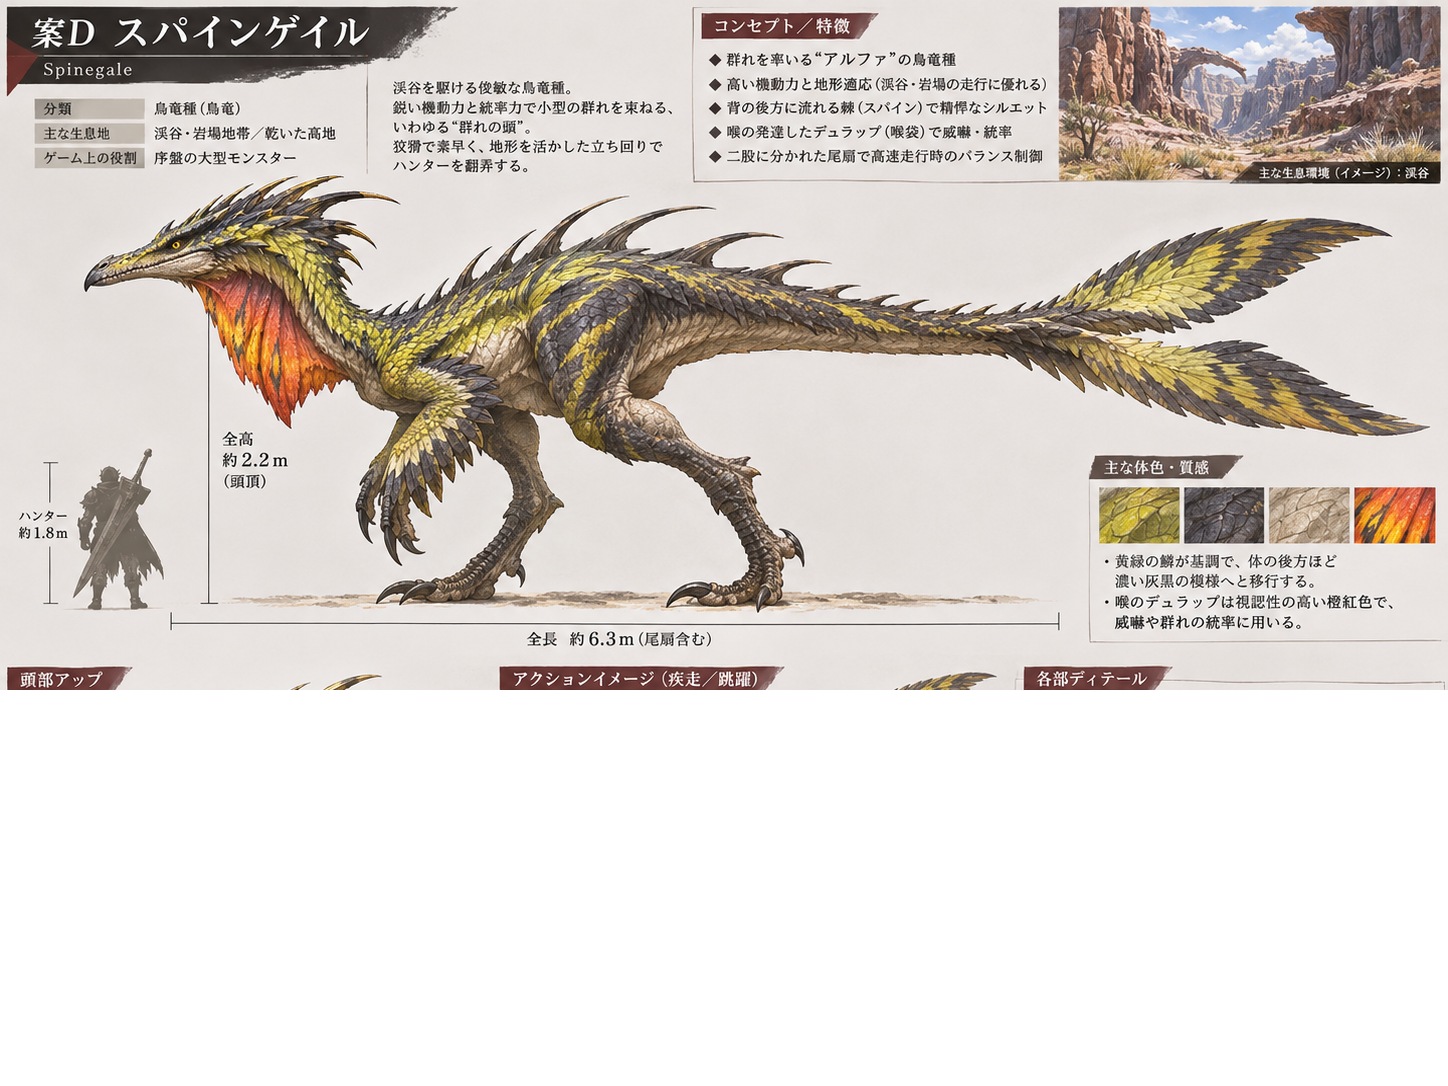 案D スパインゲイル
Spinegale
分類 鳥竜種(鳥竜)
主な生息地 渓谷・岩場地帯/乾いた高地
ゲーム上の役割 序盤の大型モンスター
渓谷を駆ける俊敏な鳥竜種。
鋭い機動力と統率力で小型の群れを束ねる、
いわゆる“群れの頭”。
狡猾で素早く、地形を活かした立ち回りで
ハンターを翻弄する。
コンセプト/特徴
◆ 群れを率いる“アルファ”の鳥竜種
◆ 高い機動力と地形適応(渓谷・岩場の走行に優れる)
◆ 背の後方に流れる棘(スパイン)で精悍なシルエット
◆ 喉の発達したデュラップ(喉袋)で威嚇・統率
◆ 二股に分かれた尾扇で高速走行時のバランス制御
主な生息環境(イメージ):渓谷
全高
約2.2m
(頭頂)
ハンター
約1.8m
全長 約6.3m(尾扇含む)
主な体色・質感
・黄緑の鱗が基調で、体の後方ほど
濃い灰黒の模様へと移行する。
・喉のデュラップは視認性の高い橙紅色で、
威嚇や群れの統率に用いる。
頭部アップ
アクションイメージ(疾走/跳躍)
各部ディテール